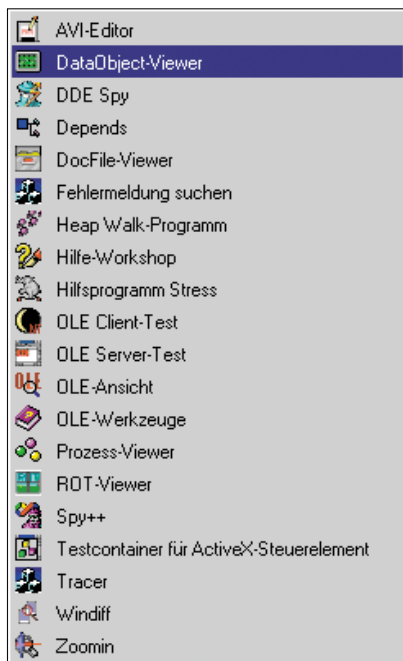 AVI-Editor
DataObject-Viewer
DDE Spy
Depends
DocFile-Viewer
Fehlermeldung suchen
Heap Walk-Programm
Hilfe-Workshop
Hilfsprogramm Stress
OLE Client-Test
OLE Server-Test
OLE-Ansicht
OLE-Werkzeuge
Prozess-Viewer
ROT-Viewer
Spy++
Testcontainer für ActiveX-Steuerelement
Tracer
Windiff
Zoomin